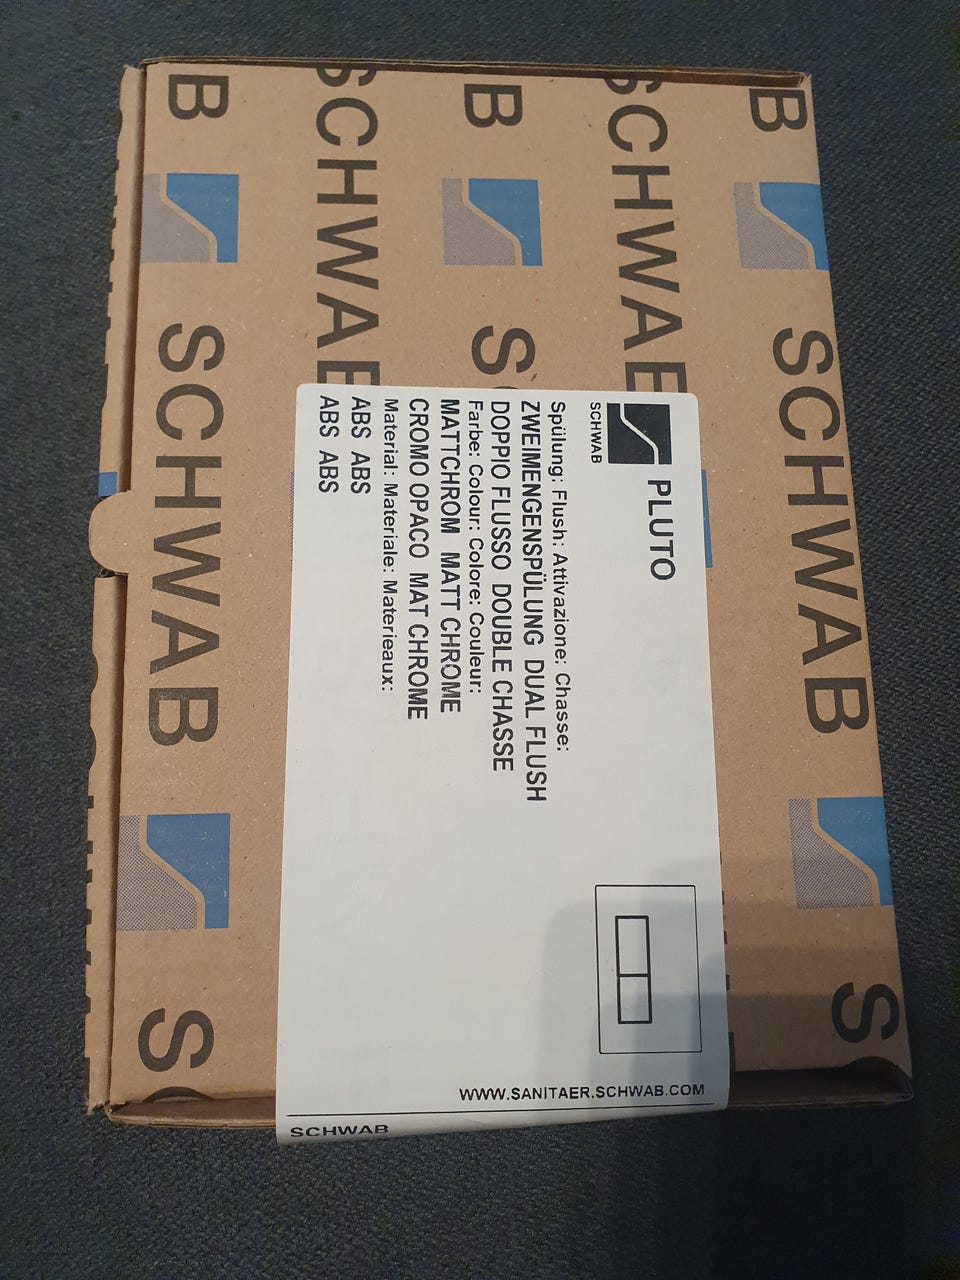 SCHWAB
PLUTO
Spülung: Flush: Attivazione: Chasse:
ZWEIMENGENSPÜLUNG DUAL FLUSH
DOPPIO FLUSSO DOUBLE CHASSE
Farbe: Colour: Colore: Couleur:
MATTCHROM MATT CHROME
CROMO OPACO MAT CHROME
Material: Materiale: Materieaux:
ABS ABS
ABS ABS
WWW.SANITAER.SCHWAB.COM
SCHWAB
B
SCHWAB
S
SCHWAB
B
S
SCHWAB
B
SCHWAB
S